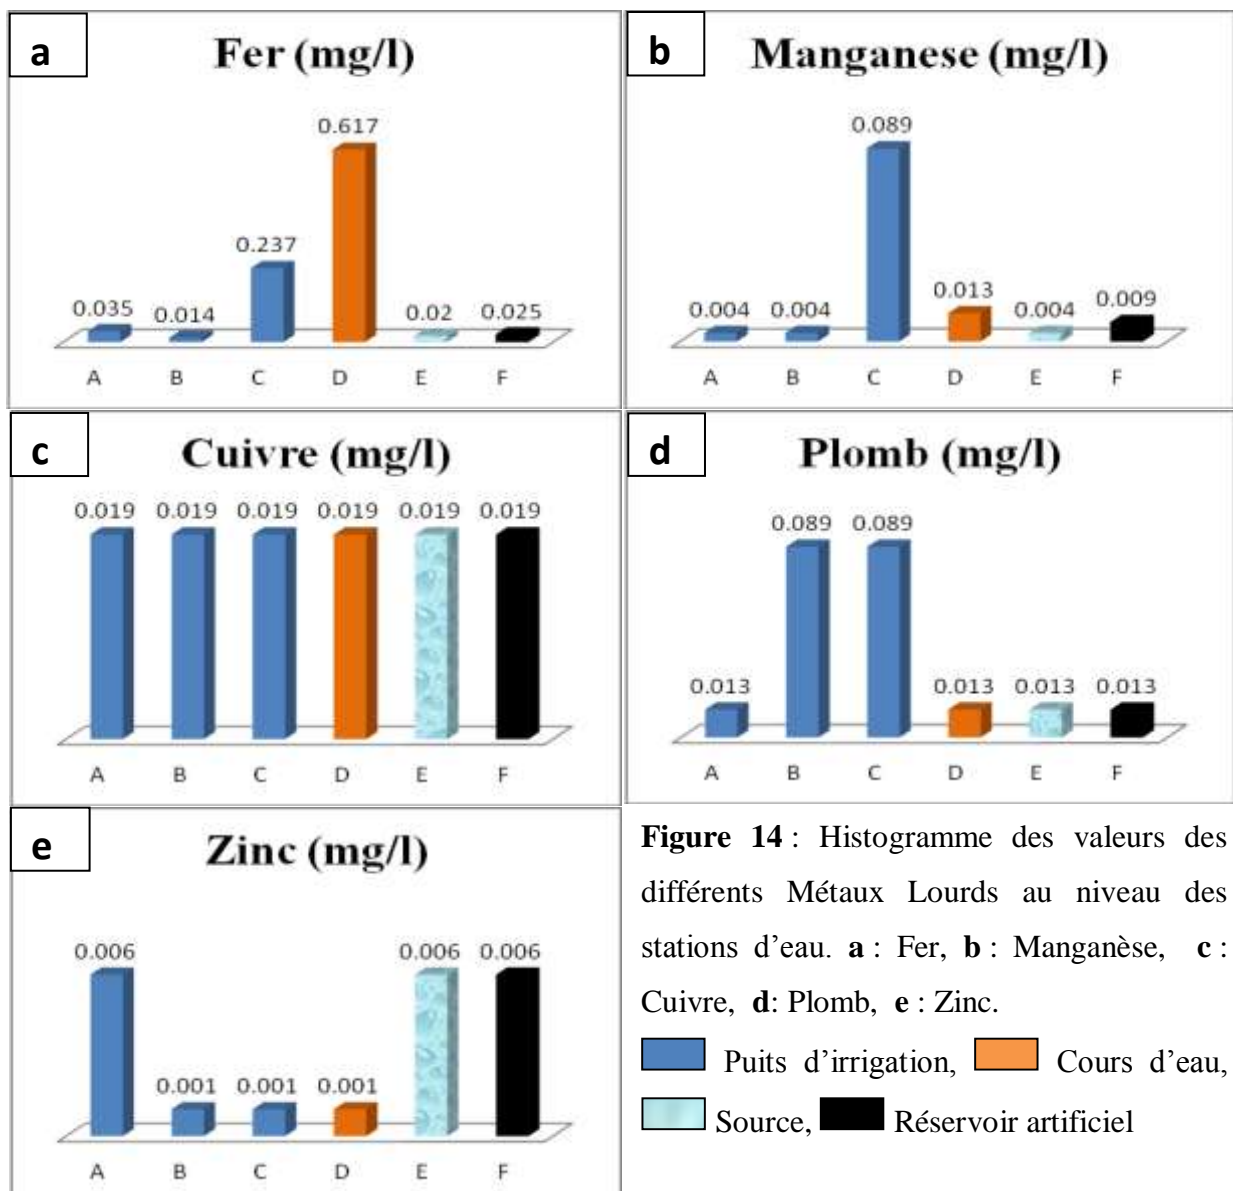 a
Fer (mg/l)
0.035
0.014
0.237
0.617
0.02
0.025
A B C D E F
b
Manganese (mg/l)
0.004
0.004
0.089
0.013
0.004
0.009
A B C D E F
c
Cuivre (mg/l)
0.019 0.019 0.019 0.019 0.019 0.019
A B C D E F
d
Plomb (mg/l)
0.013
0.089
0.089
0.013
0.013
0.013
A B C D E F
e
Zinc (mg/l)
0.006
0.001
0.001
0.001
0.006
0.006
A B C D E F
Figure 14 : Histogramme des valeurs des
différents Métaux Lourds au niveau des
stations d’eau. a : Fer, b : Manganèse, c :
Cuivre, d: Plomb, e : Zinc.
Puits d’irrigation, Cours d’eau,
Source, Réservoir artificiel